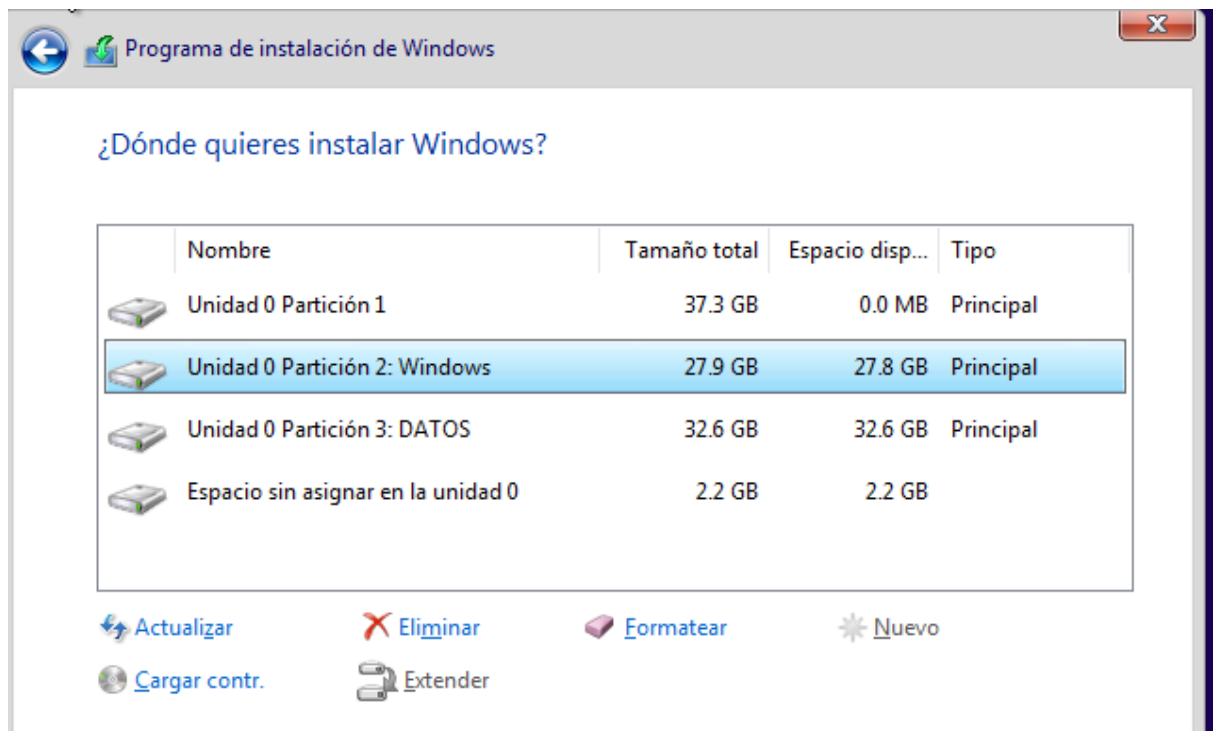 Programa de instalación de Windows
¿Dónde quieres instalar Windows?
Nombre Tamaño total Espacio disp... Tipo
Unidad 0 Partición 1 37.3 GB 0.0 MB Principal
Unidad 0 Partición 2: Windows 27.9 GB 27.8 GB Principal
Unidad 0 Partición 3: DATOS 32.6 GB 32.6 GB Principal
Espacio sin asignar en la unidad 0 2.2 GB 2.2 GB
Actualizar Eliminar Formatear Nuevo
Cargar contr. Extender